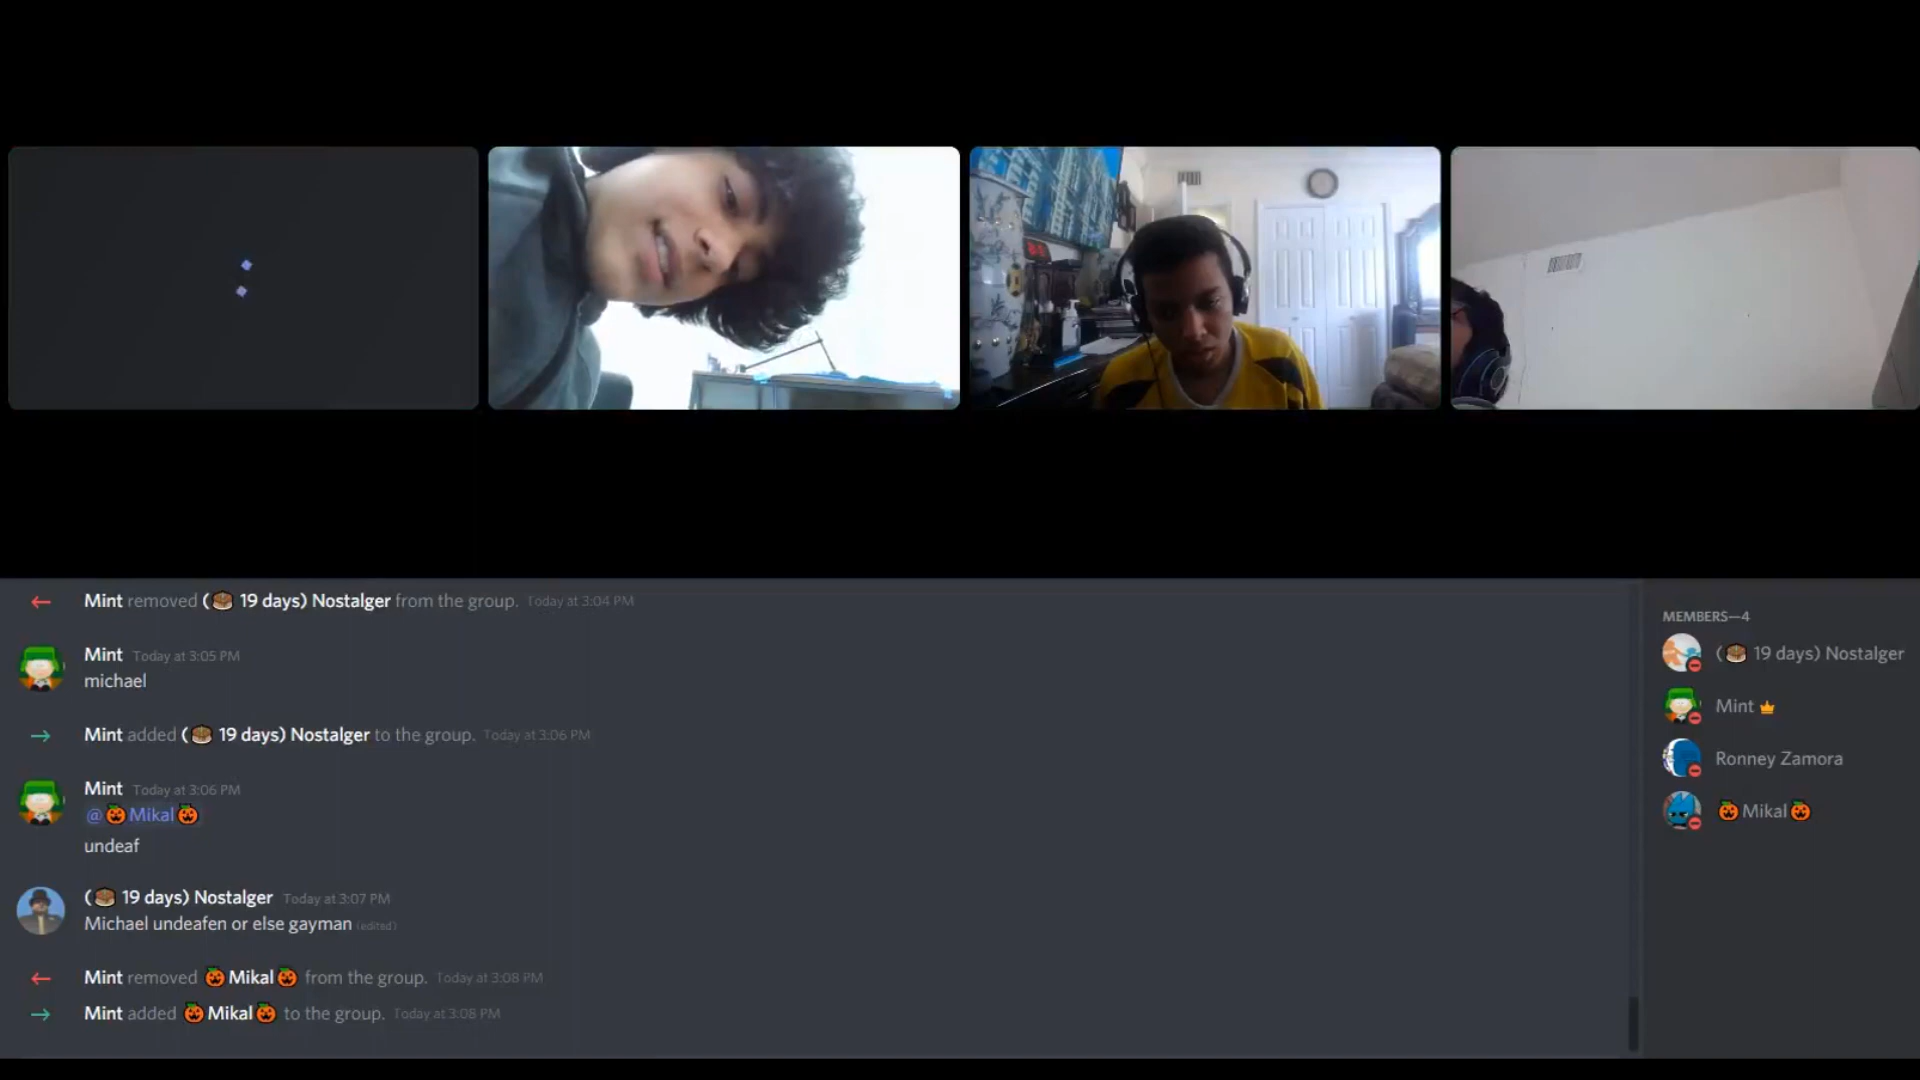 Mint removed (🎂 19 days) Nostalger from the group. Today at 3:04 PM
Mint Today at 3:05 PM
michael
Mint added (🎂 19 days) Nostalger to the group. Today at 3:06 PM
Mint Today at 3:06 PM
@🎃Mikal🎃
undeaf
(🎂 19 days) Nostalger Today at 3:07 PM
Michael undeafen or else gayman (edited)
Mint removed 🎃Mikal🎃 from the group. Today at 3:08 PM
Mint added 🎃Mikal🎃 to the group. Today at 3:08 PM
MEMBERS—4
(🎂 19 days) Nostalger
Mint
Ronney Zamora
🎃Mikal🎃